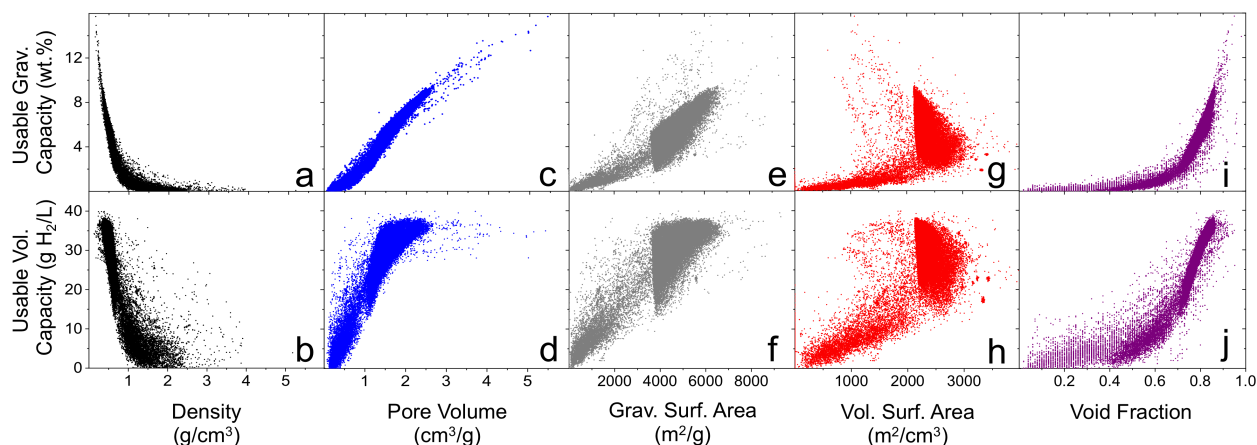 Usable Grav.
Capacity (wt.%)
12
8
4
a
c
e
g
i
Usable Vol.
Capacity (g H₂/L)
40
30
20
10
0
b
d
f
h
j
1 2 3 4 5
1 2 3 4 5
2000 4000 6000 8000
1000 2000 3000
0.2 0.4 0.6 0.8 1.0
Density
(g/cm³)
Pore Volume
(cm³/g)
Grav. Surf. Area
(m²/g)
Vol. Surf. Area
(m²/cm³)
Void Fraction